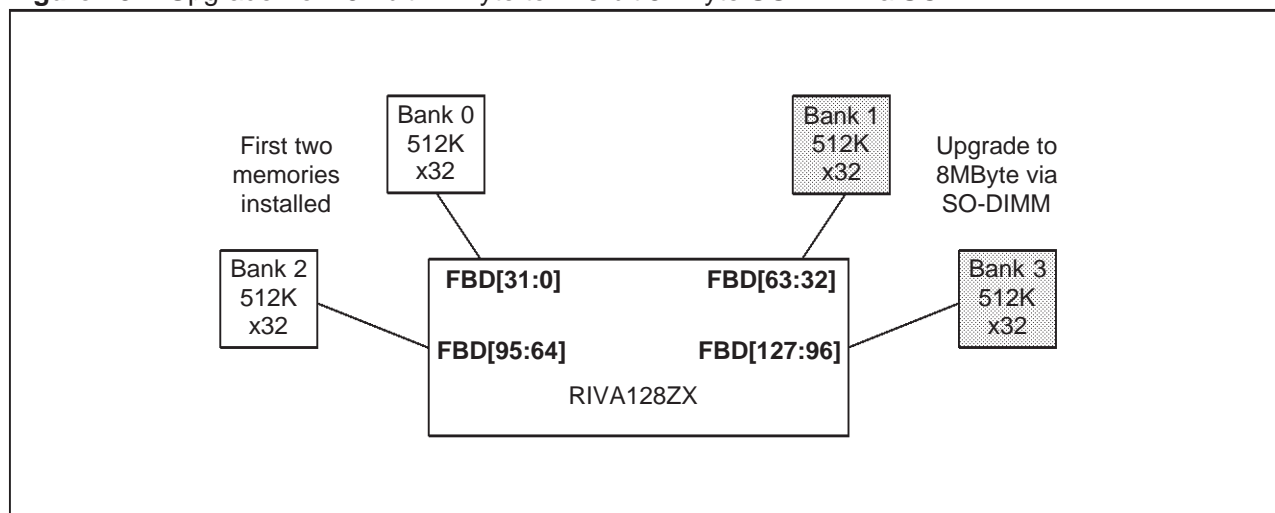 Bank 0
512K
x32
Bank 1
512K
x32
First two
memories
installed
Upgrade to
8MByte via
SO-DIMM
Bank 2
512K
x32
FBD[31:0]
FBD[63:32]
Bank 3
512K
x32
FBD[95:64]
FBD[127:96]
RIVA128ZX